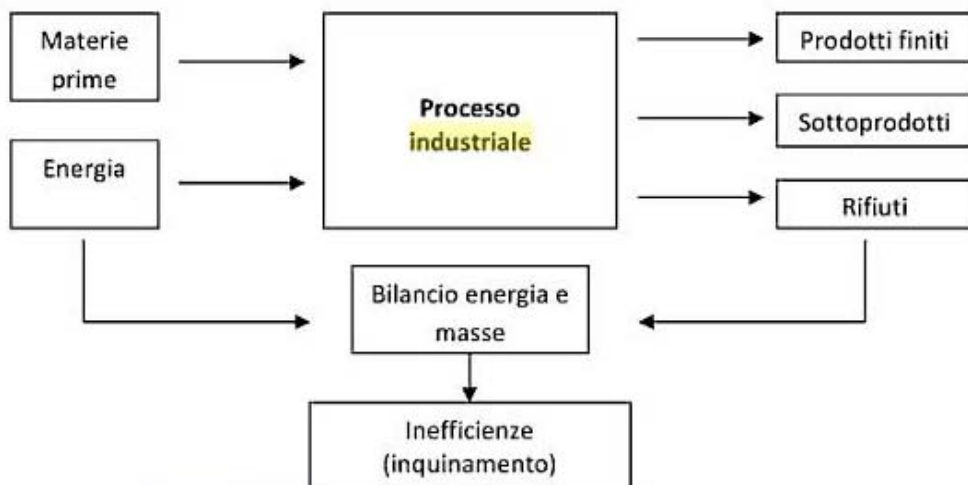 Materie
prime
Energia
Processo
industriale
Prodotti finiti
Sottoprodotti
Rifiuti
Bilancio energia e
masse
Inefficienze
(inquinamento)